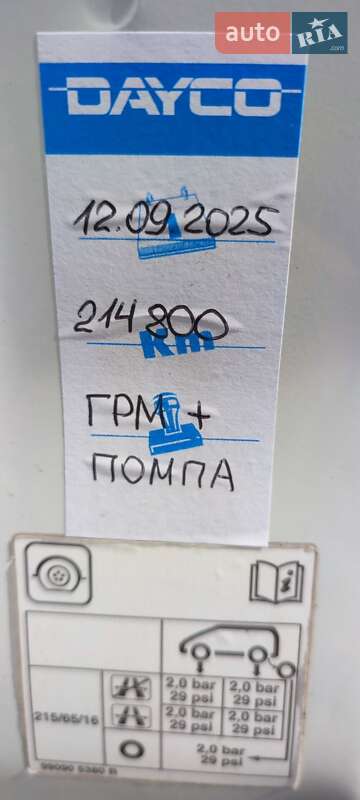 auto RIA.com
DAYCO
12.09.2025
214 800
Km
ГРМ +
ПОМПА
215/65/16
2,0 bar 2,0 bar
29 psi 29 psi
2,0 bar 2,0 bar
29 psi 29 psi
2,0 bar
29 psi